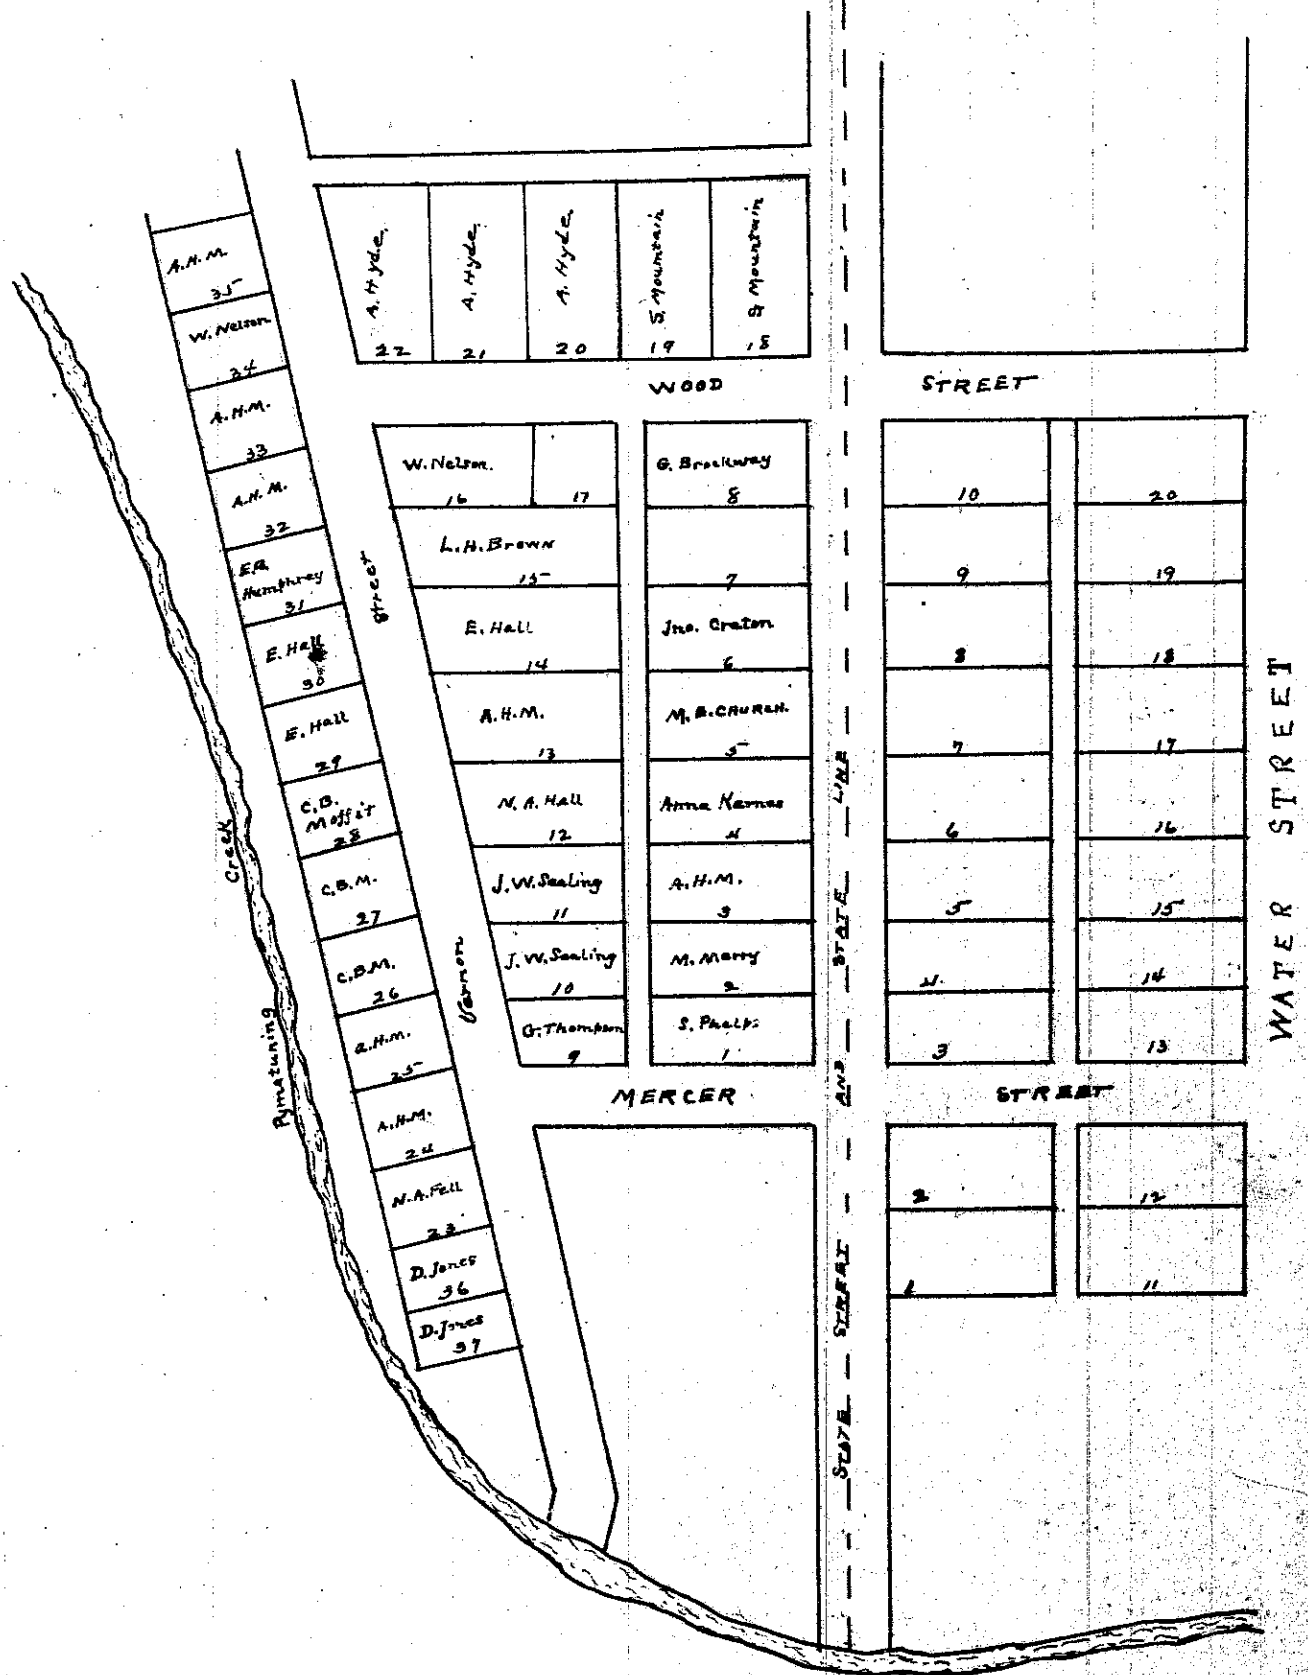 A. Hyde
22
A. Hyde
21
A. Hyde
20
S. Mountain
19
S. Mountain
18
WOOD STREET
A.H.M.
35
W. Nelson
34
A.H.M.
33
A.H.M.
32
E.R.
Humphrey
31
E. Hall
30
E. Hall
29
C.B.
Moffit
28
C.B.M.
27
C.B.M.
26
A.H.M.
25
A.H.M.
24
N.A. Fell
23
D. Jones
36
D. Jones
37
Pymatuning Creek
Vernon Street
W. Nelson.
16
17
L.H. Brown
15
E. Hall
14
A.H.M.
13
N. A. Hall
12
J. W. Sealing
11
J. W. Sealing
10
G. Thompson
9
G. Brockway
8
7
Jno. Craton
6
M. E. CHURCH.
5
Anna Karnes
4
A.H.M.
3
M. Marry
2
S. Phelps
1
STATE STREET AND STATE LINE
10
9
8
7
6
5
4
3
20
19
18
17
16
15
14
13
WATER STREET
MERCER STREET
2
1
12
11